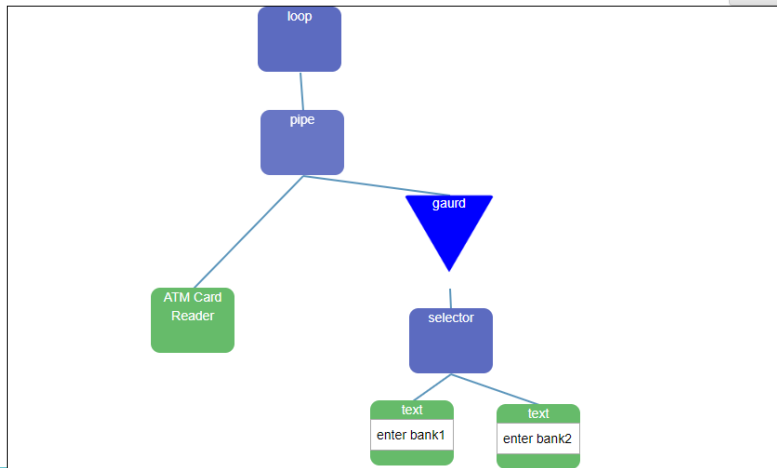 loop
pipe
gaurd
ATM Card
Reader
selector
text
enter bank1
text
enter bank2